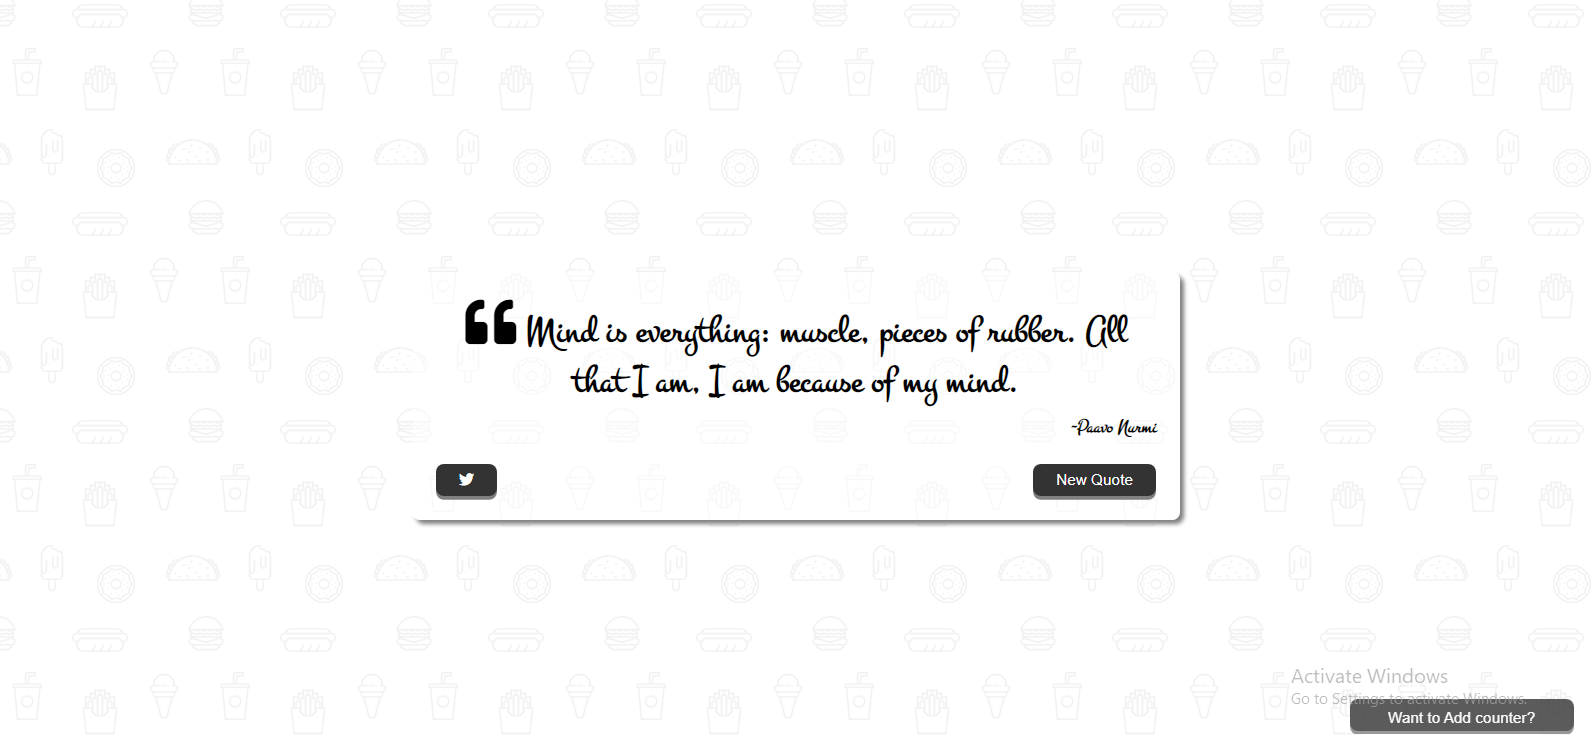 Mind is everything: muscle, pieces of rubber. All
that I am, I am because of my mind.
~Paavo Nurmi
New Quote
Activate Windows
Go to Settings to activate Windows.
Want to Add counter?